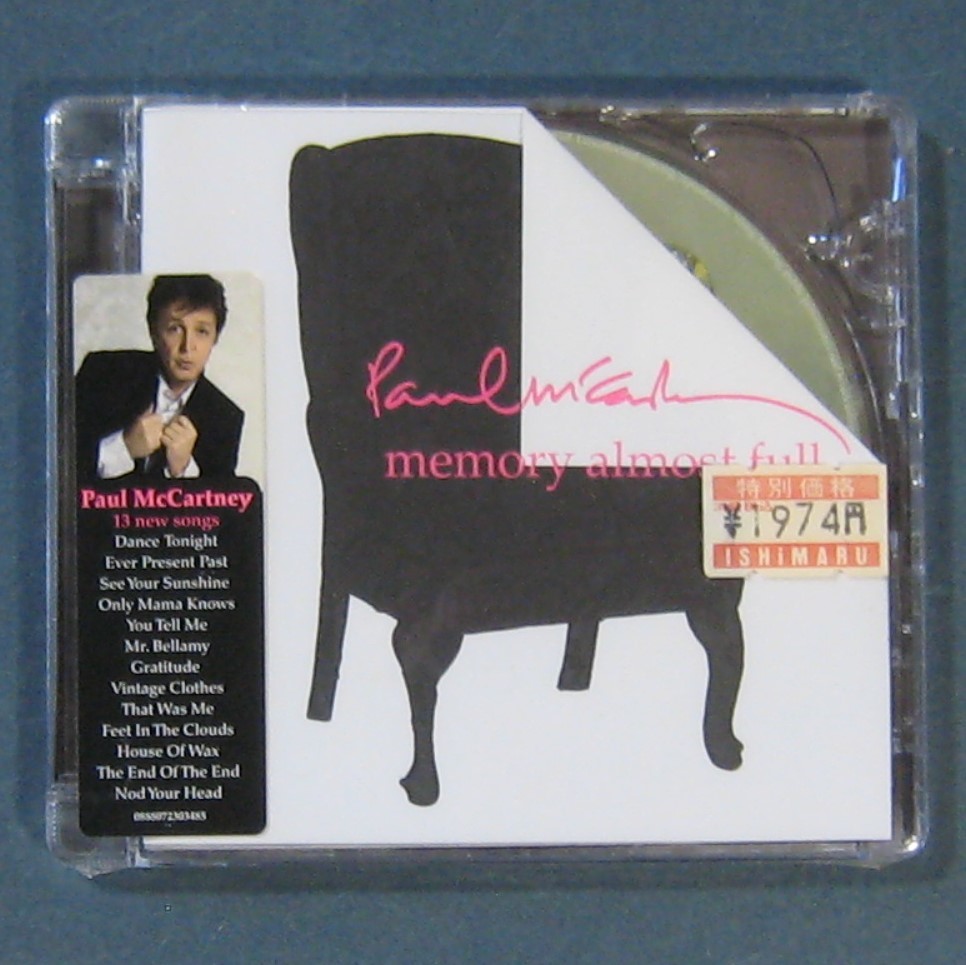 Paul McCartney
memory almost full
特別価格
¥1974円
ISHiMARU
Paul McCartney
13 new songs
Dance Tonight
Ever Present Past
See Your Sunshine
Only Mama Knows
You Tell Me
Mr. Bellamy
Gratitude
Vintage Clothes
That Was Me
Feet In The Clouds
House Of Wax
The End Of The End
Nod Your Head
0888072303485